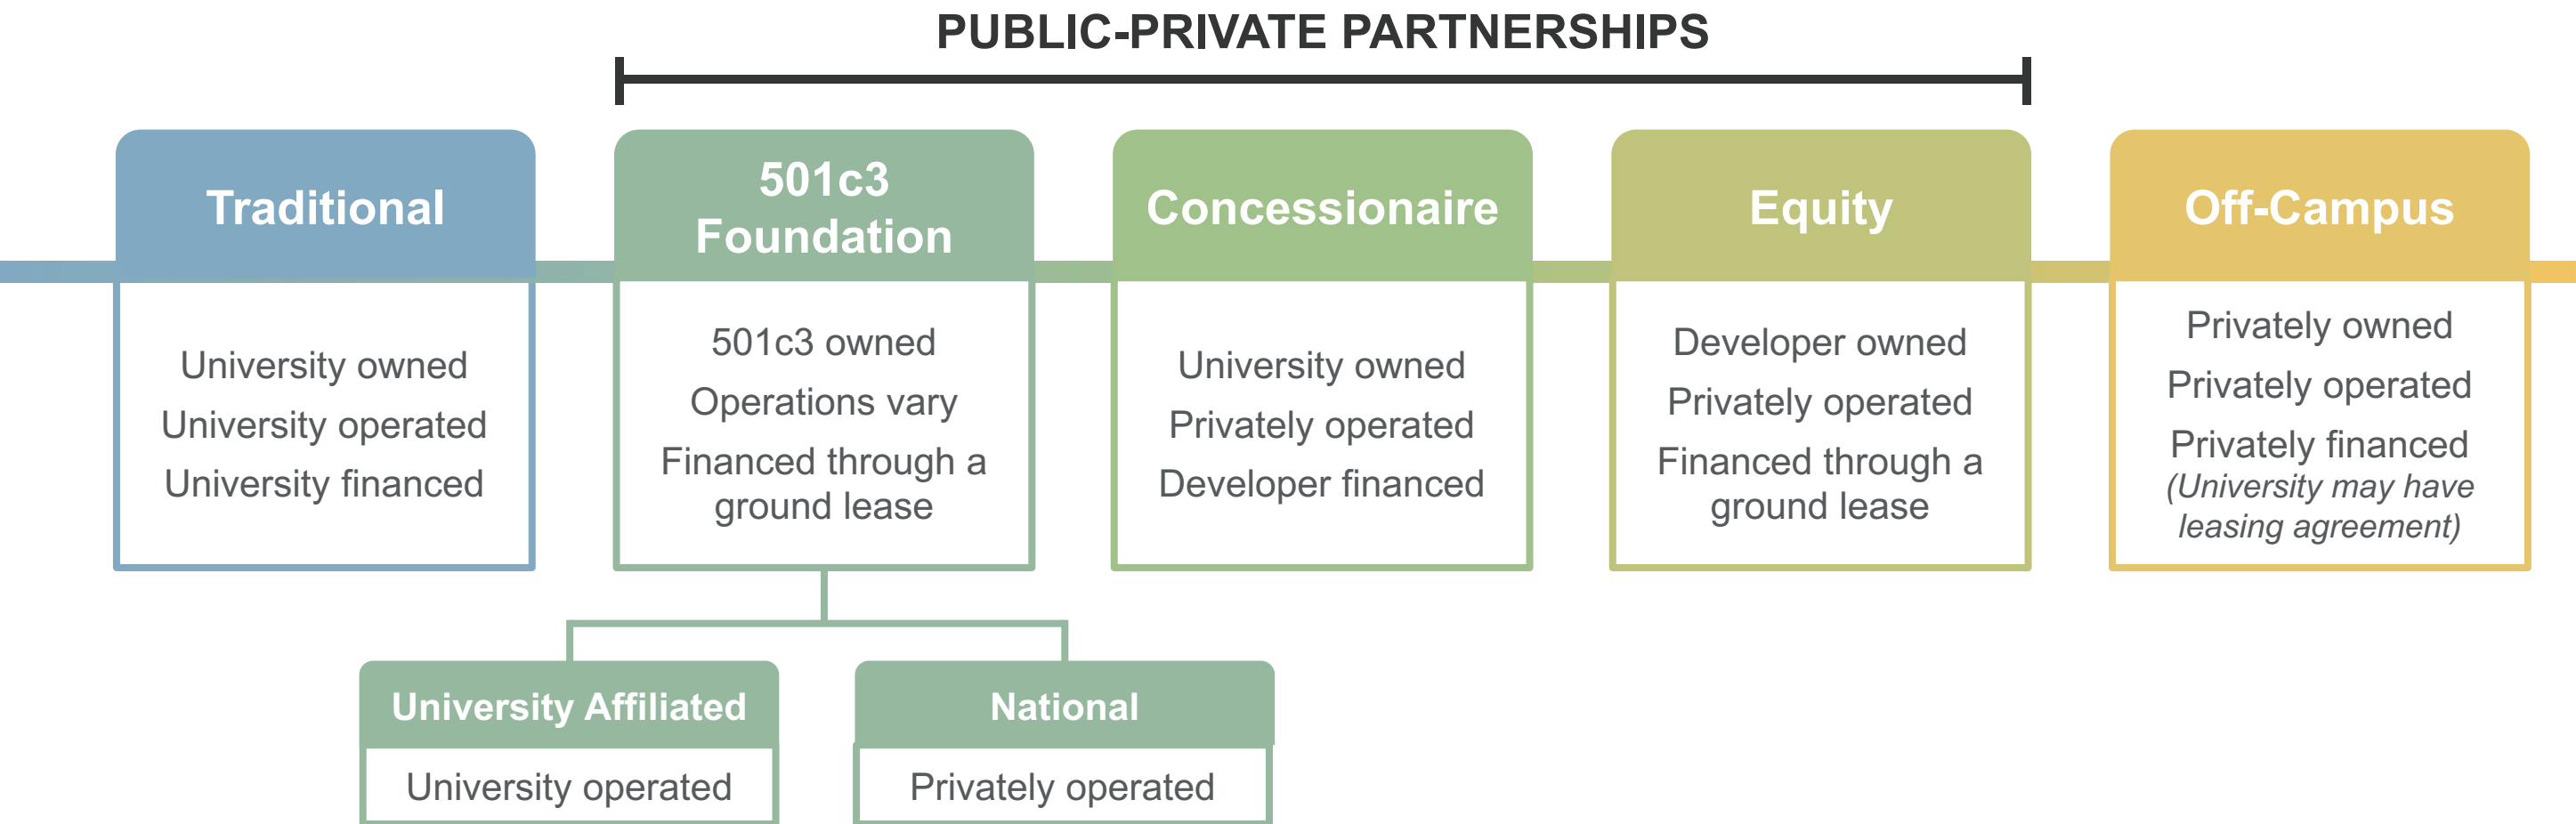 PUBLIC-PRIVATE PARTNERSHIPS
Traditional
University owned
University operated
University financed
501c3
Foundation
501c3 owned
Operations vary
Financed through a
ground lease
University Affiliated
University operated
National
Privately operated
Concessionaire
University owned
Privately operated
Developer financed
Equity
Developer owned
Privately operated
Financed through a
ground lease
Off-Campus
Privately owned
Privately operated
Privately financed
(University may have
leasing agreement)